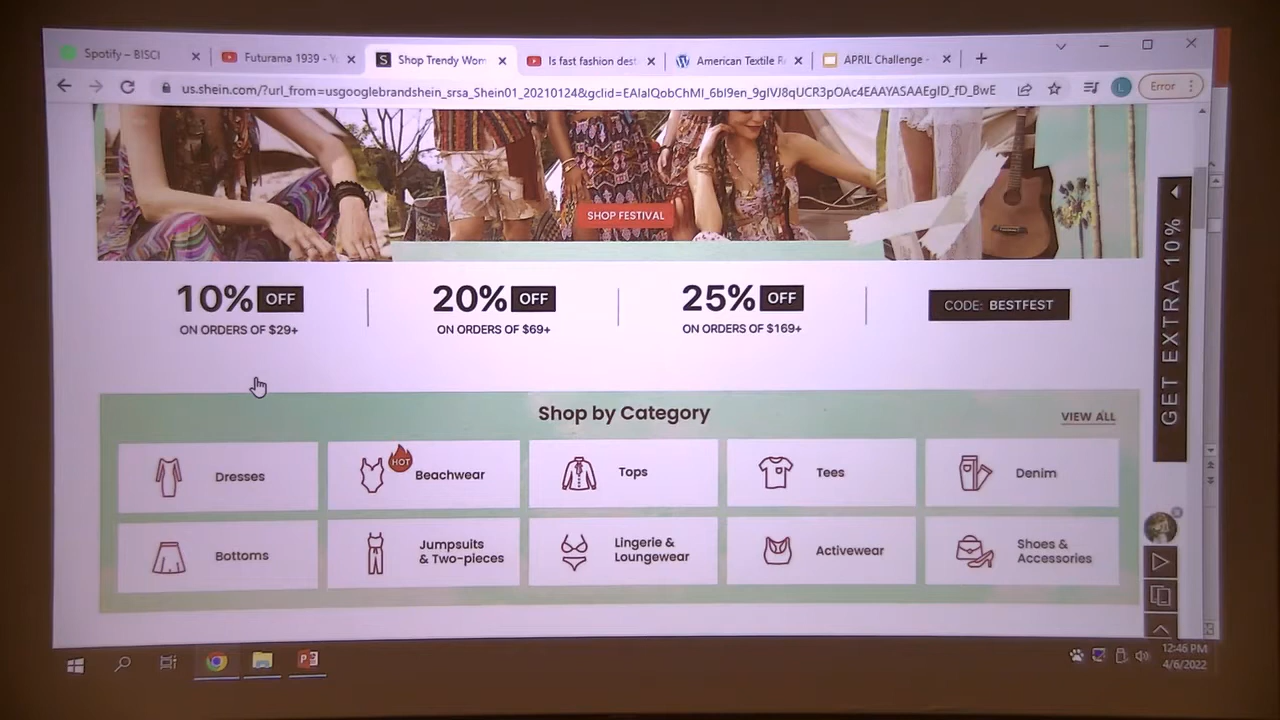 Spotify – BISCI
Futurama 1939 - Y
Shop Trendy Wom
Is fast fashion dest
American Textile R
APRIL Challenge -
us.shein.com/?url_from=usgooglebrandshein_srsa_Shein01_20210124&gclid=EAIaIQobChMI_6bI9en_9gIVJ8qUCR3pOAc4EAAYASAAEgID_fD_BwE
Error
SHOP FESTIVAL
10% OFF
ON ORDERS OF $29+
20% OFF
ON ORDERS OF $69+
25% OFF
ON ORDERS OF $169+
CODE: BESTFEST
GET EXTRA 10%
Shop by Category
VIEW ALL
Dresses
HOT
Beachwear
Tops
Tees
Denim
Bottoms
Jumpsuits
& Two-pieces
Lingerie &
Loungewear
Activewear
Shoes &
Accessories
12:46 PM
4/6/2022